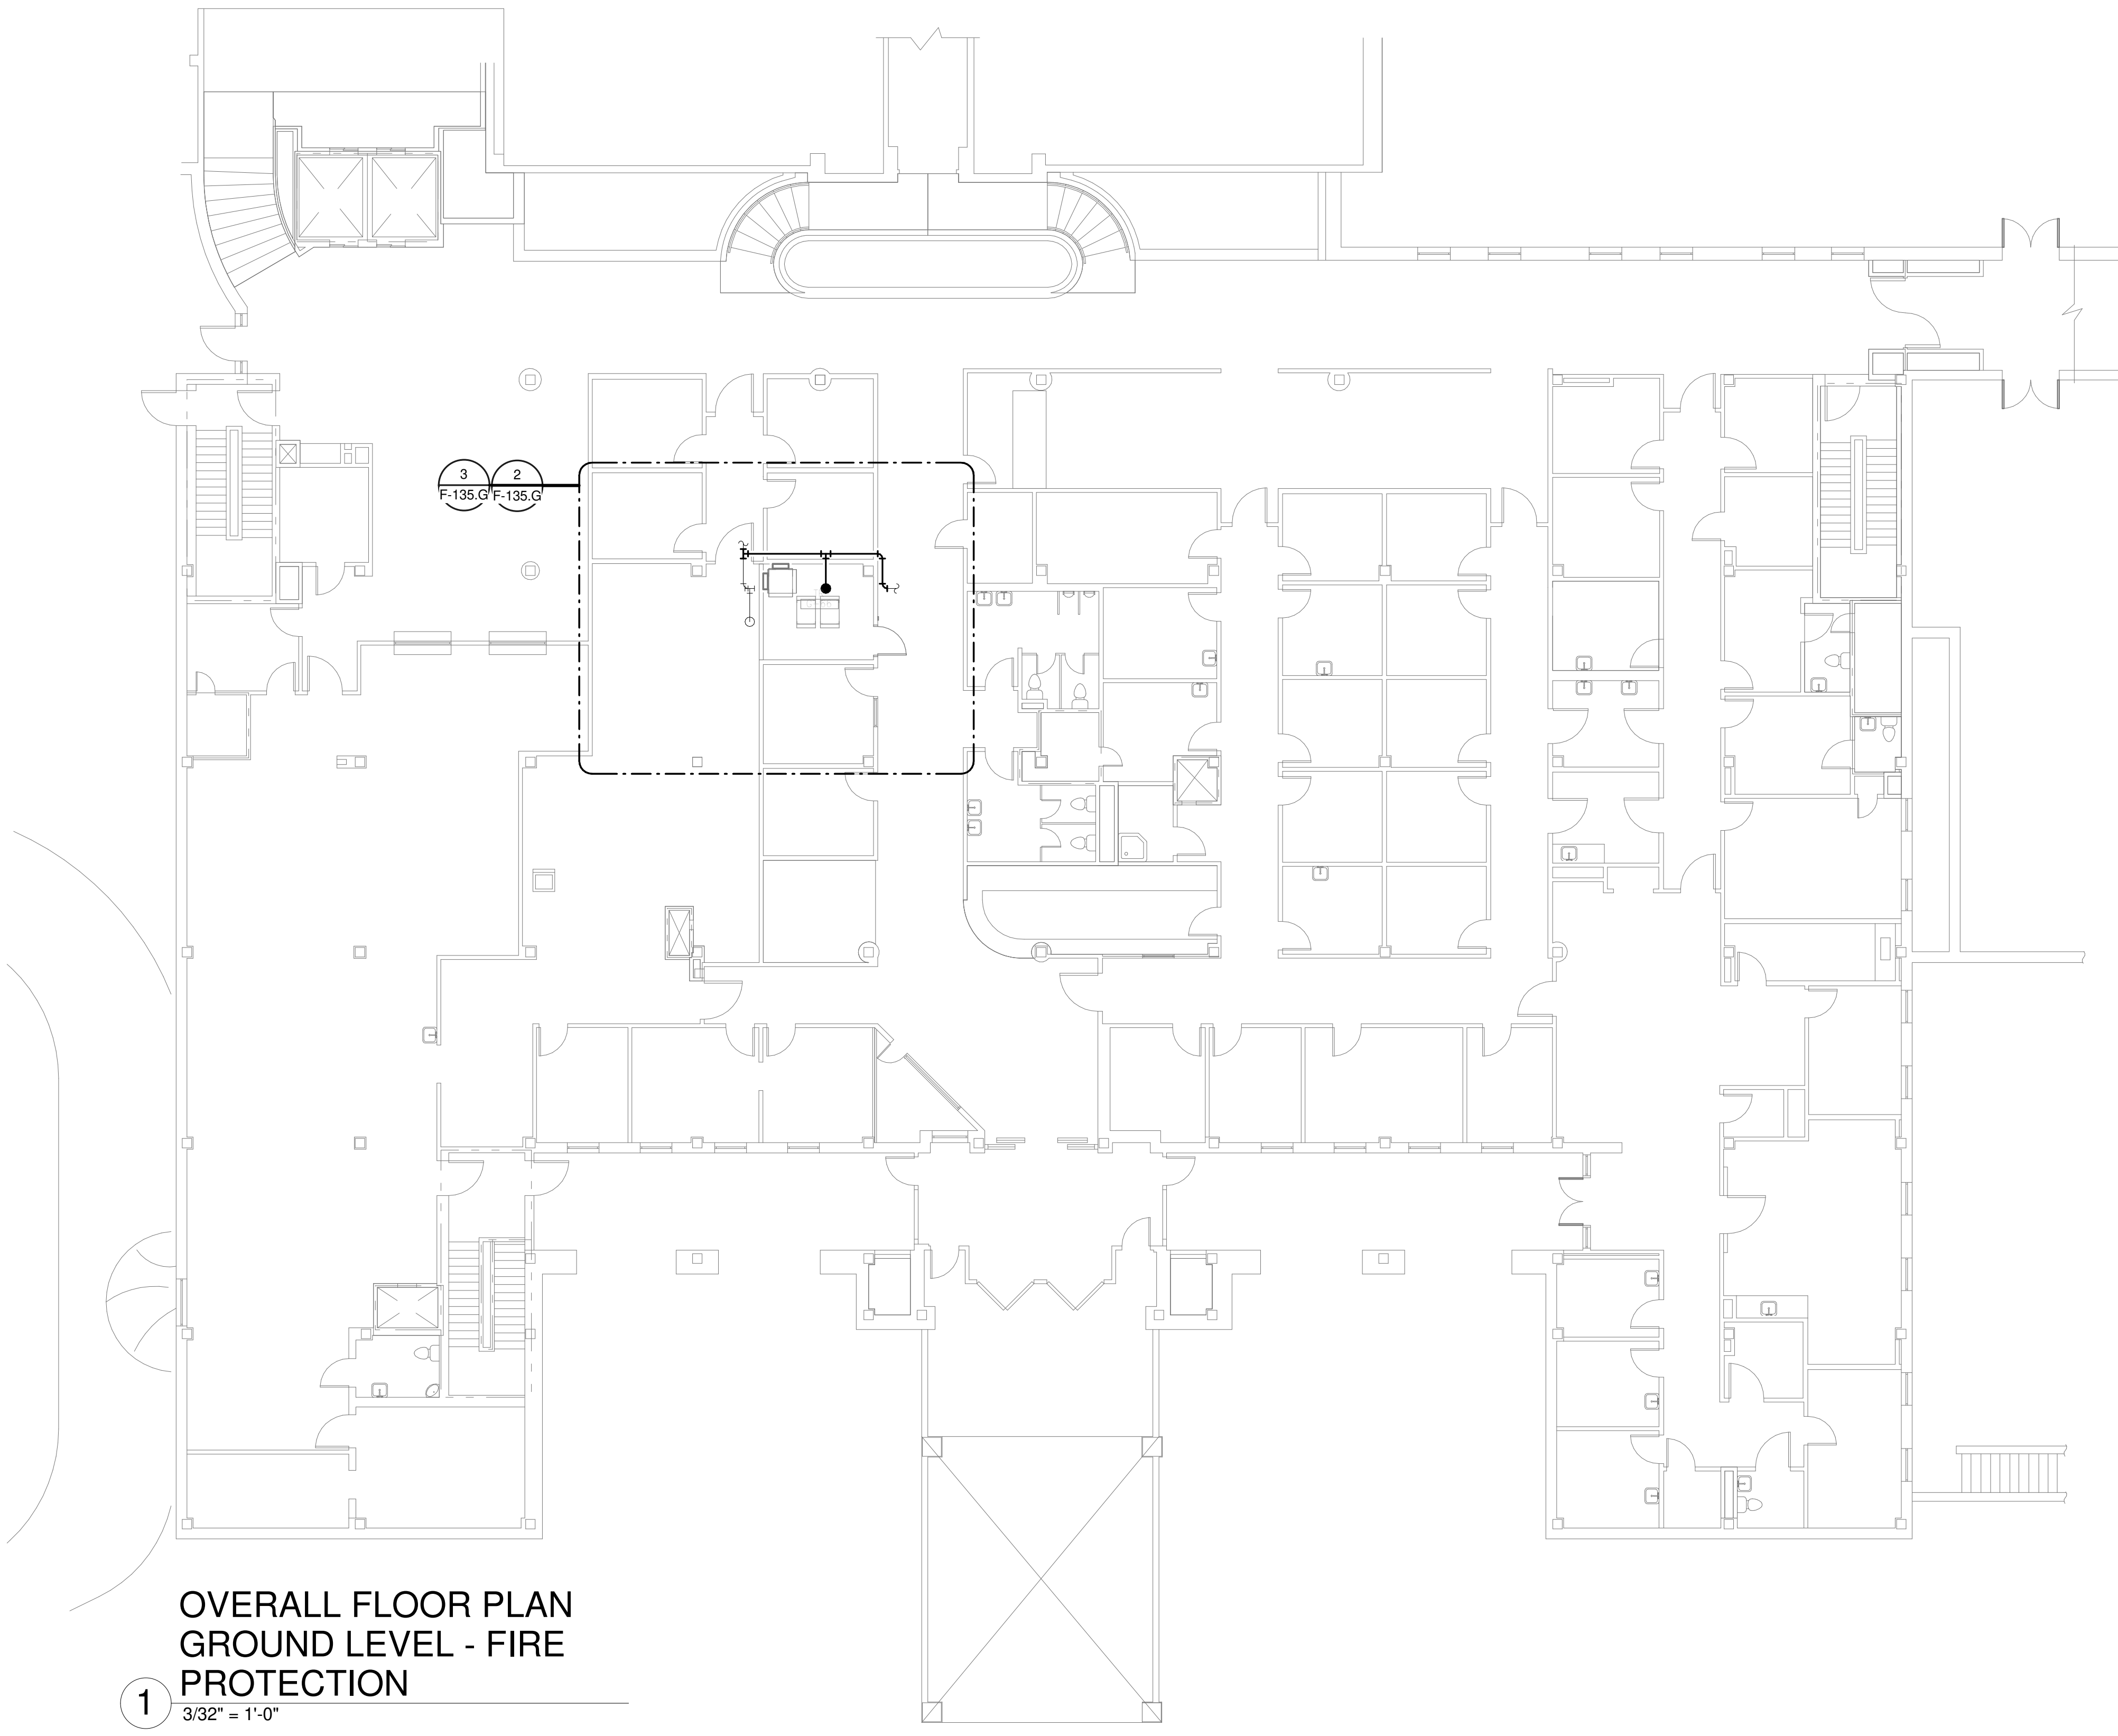 3
F-135.G
2
F-135.G
OVERALL FLOOR PLAN
GROUND LEVEL - FIRE
PROTECTION
1
3/32" = 1'-0"